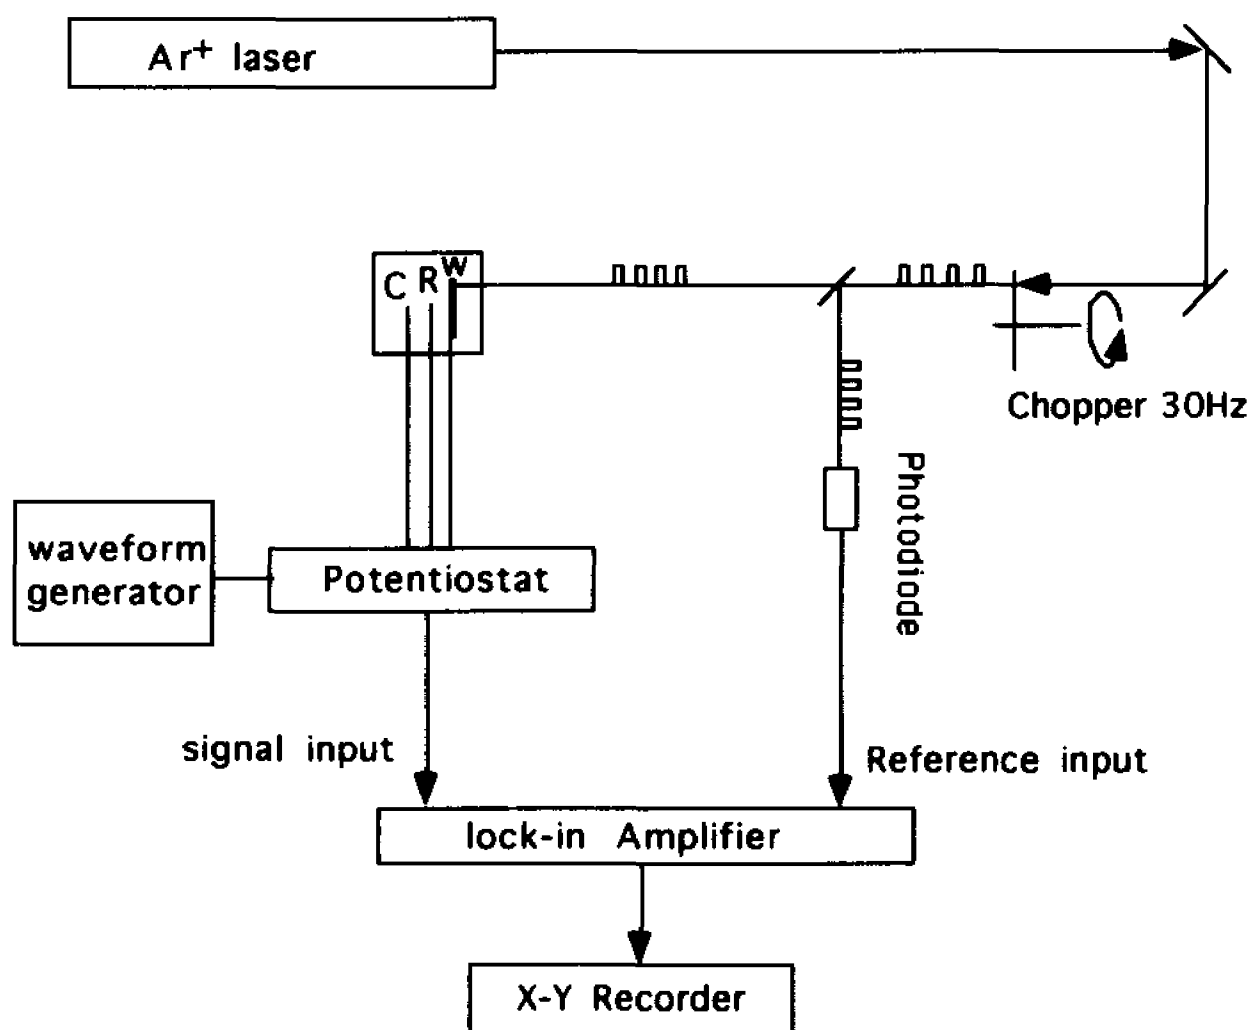 Ar+ laser
C R W
Chopper 30Hz
Photodiode
waveform
generator
Potentiostat
signal input
Reference input
lock-in Amplifier
X-Y Recorder